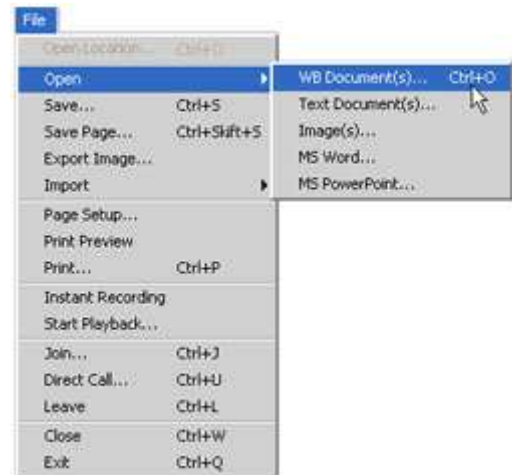 File
Open Location...
Open
Save... Ctrl+S
Save Page... Ctrl+Skift+S
Export Image...
Import
Page Setup...
Print Preview
Print... Ctrl+P
Instant Recording
Start Playback...
Join... Ctrl+J
Direct Call... Ctrl+U
Leave Ctrl+L
Close Ctrl+W
Exit Ctrl+Q
WB Document(s)... Ctrl+O
Text Document(s)...
Image(s)...
MS Word...
MS PowerPoint...